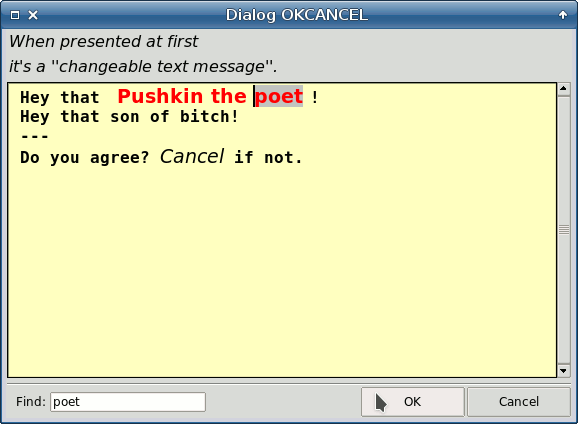 Dialog OKCANCEL
When presented at first
it's a "changeable text message".
Hey that Pushkin the poet !
Hey that son of bitch!
---
Do you agree? Cancel if not.
Find: poet OK Cancel